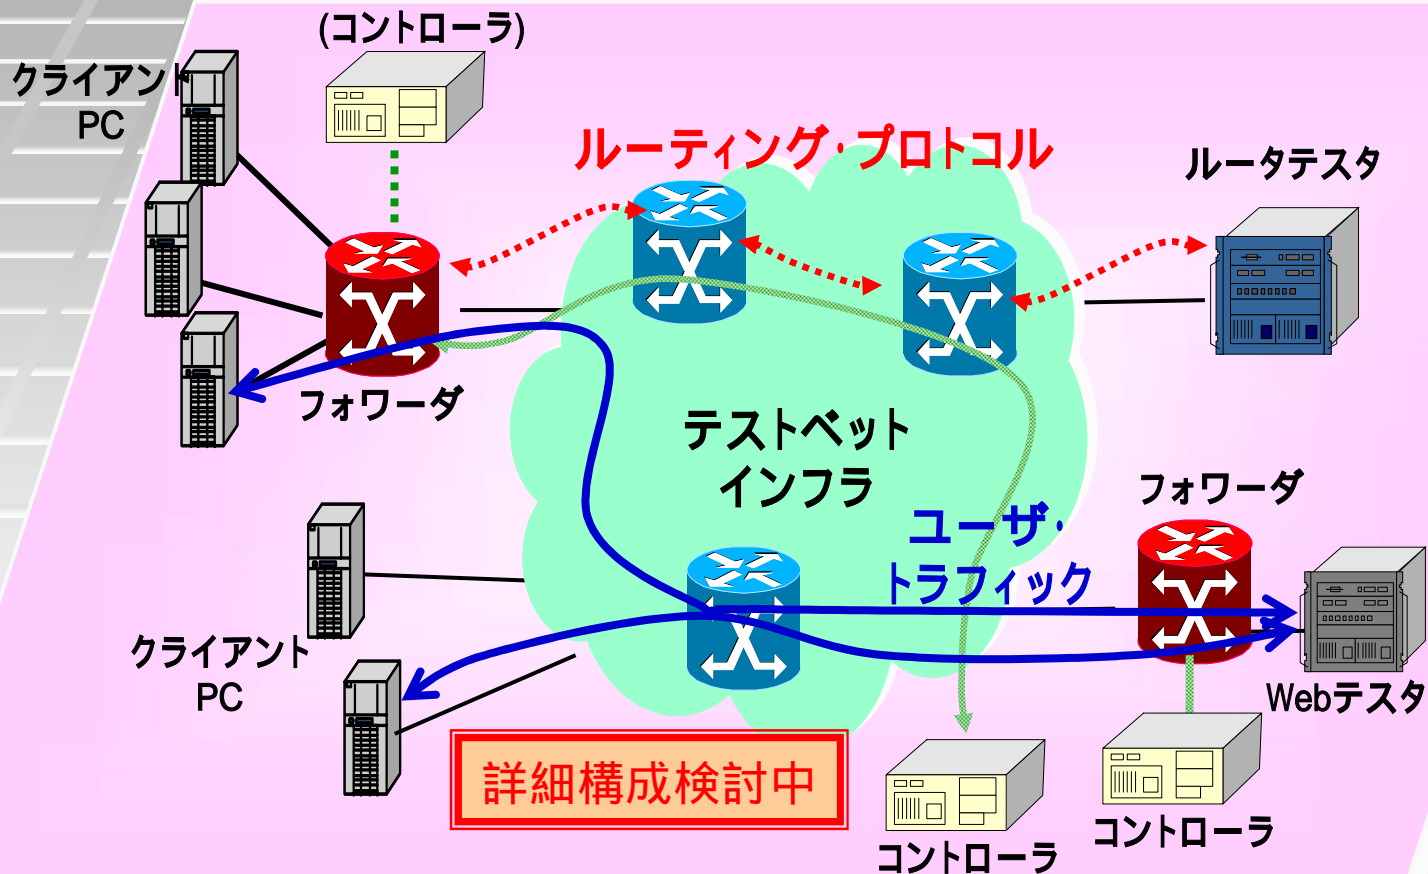 (コントローラ)
クライアント
PC
ルーティング・プロトコル
ルータテスタ
フォワーダ
テストベット
インフラ
フォワーダ
ユーザ・
トラフィック
クライアント
PC
Webテスタ
詳細構成検討中
コントローラ
コントローラ